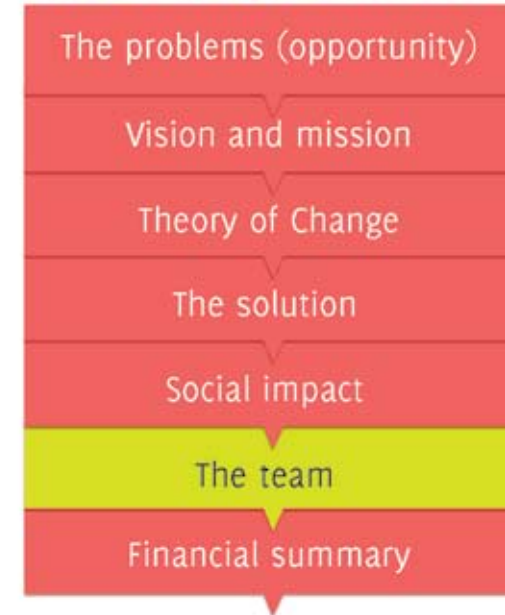 The problems (opportunity)
Vision and mission
Theory of Change
The solution
Social impact
The team
Financial summary